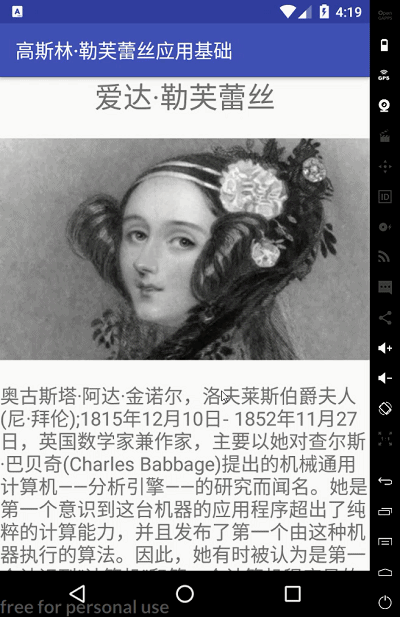 4:19
高斯林·勒芙蕾丝应用基础
爱达·勒芙蕾丝
奥古斯塔·阿达·金诺尔，洛夫莱斯伯爵夫人
(尼·拜伦);1815年12月10日- 1852年11月27
日，英国数学家兼作家，主要以她对查尔斯
·巴贝奇(Charles Babbage)提出的机械通用
计算机——分析引擎——的研究而闻名。她是
第一个意识到这台机器的应用程序超出了纯
粹的计算能力，并且发布了第一个由这种机
器执行的算法。因此，她有时被认为是第一
free for personal use
Open
GAPPS
GPS
ID